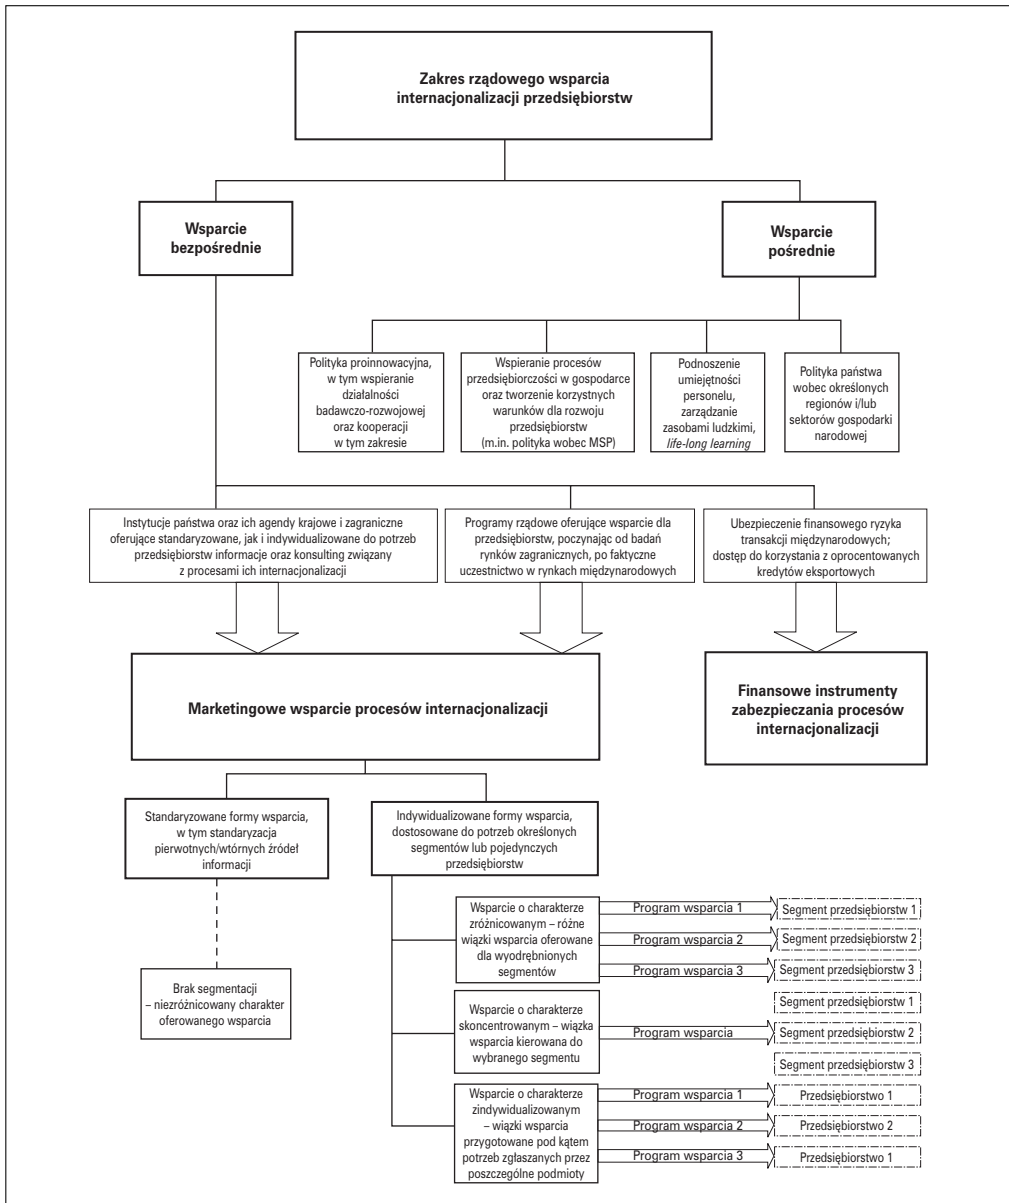 Zakres rządowego wsparcia
internacjonalizacji przedsiębiorstw
Wsparcie
bezpośrednie
Wsparcie
pośrednie
Polityka proinnowacyjna,
w tym wspieranie
działalności
badawczo-rozwojowej
oraz kooperacji
w tym zakresie
Wspieranie procesów
przedsiębiorczości w gospodarce
oraz tworzenie korzystnych
warunków dla rozwoju
przedsiębiorstw
(m.in. polityka wobec MSP)
Podnoszenie
umiejętności
personelu,
zarządzanie
zasobami ludzkimi,
life-long learning
Polityka państwa
wobec określonych
regionów i/lub
sektorów gospodarki
narodowej
Instytucje państwa oraz ich agendy krajowe i zagraniczne
oferujące standaryzowane, jak i indywidualizowane do potrzeb
przedsiębiorstw informacje oraz konsulting związany
z procesami ich internacjonalizacji
Programy rządowe oferujące wsparcie dla
przedsiębiorstw, poczynając od badań
rynków zagranicznych, po faktyczne
uczestnictwo w rynkach międzynarodowych
Ubezpieczenie finansowego ryzyka
transakcji międzynarodowych;
dostęp do korzystania z oprocentowanych
kredytów eksportowych
Marketingowe wsparcie procesów internacjonalizacji
Finansowe instrumenty
zabezpieczania procesów
internacjonalizacji
Standaryzowane formy wsparcia,
w tym standaryzacja
pierwotnych/wtórnych źródeł
informacji
Indywidualizowane formy wsparcia,
dostosowane do potrzeb określonych
segmentów lub pojedynczych
przedsiębiorstw
Brak segmentacji
– niezróżnicowany charakter
oferowanego wsparcia
Wsparcie o charakterze
zróżnicowanym – różne
wiązki wsparcia oferowane
dla wyodrębnionych
segmentów
Program wsparcia 1
Segment przedsiębiorstw 1
Program wsparcia 2
Segment przedsiębiorstw 2
Program wsparcia 3
Segment przedsiębiorstw 3
Wsparcie o charakterze
skoncentrowanym – wiązka
wsparcia kierowana do
wybranego segmentu
Segment przedsiębiorstw 1
Program wsparcia
Segment przedsiębiorstw 2
Segment przedsiębiorstw 3
Wsparcie o charakterze
zindywidualizowanym
– wiązki wsparcia
przygotowane pod kątem
potrzeb zgłaszanych przez
poszczególne podmioty
Program wsparcia 1
Przedsiębiorstwo 1
Program wsparcia 2
Przedsiębiorstwo 2
Program wsparcia 3
Przedsiębiorstwo 1